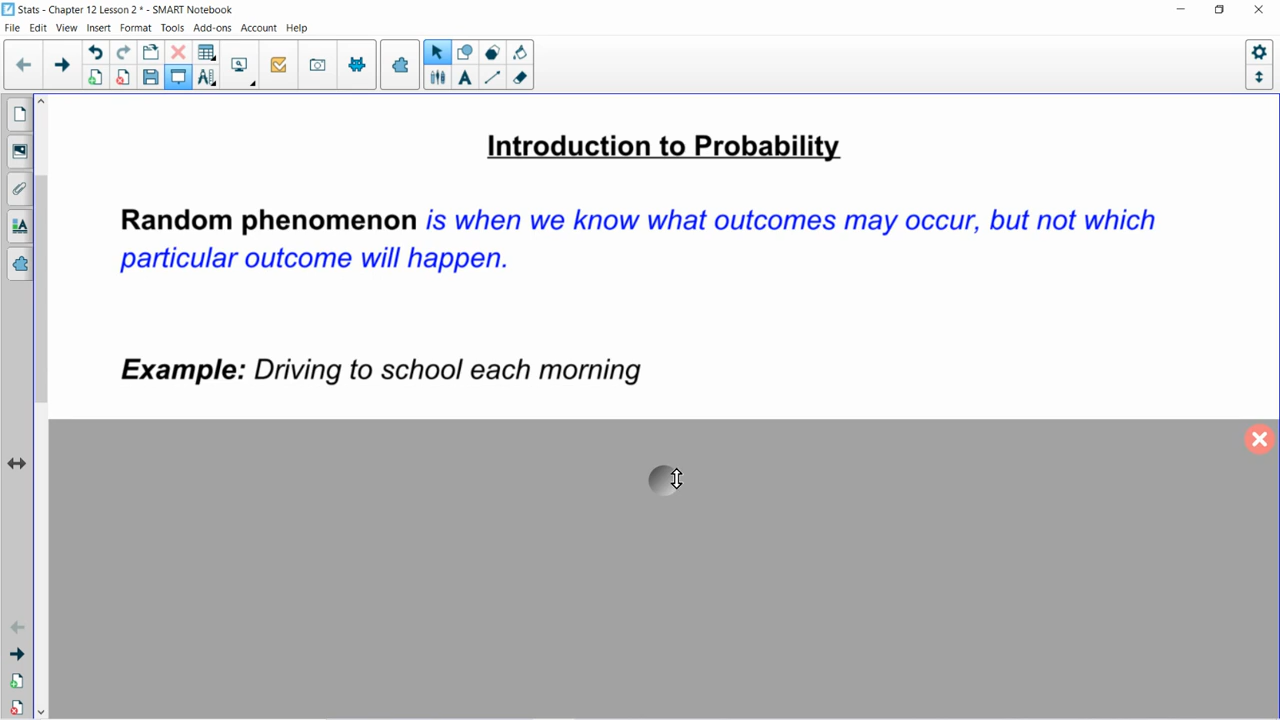 Stats - Chapter 12 Lesson 2 * - SMART Notebook
File Edit View Insert Format Tools Add-ons Account Help
Introduction to Probability
Random phenomenon is when we know what outcomes may occur, but not which
particular outcome will happen.
Example: Driving to school each morning